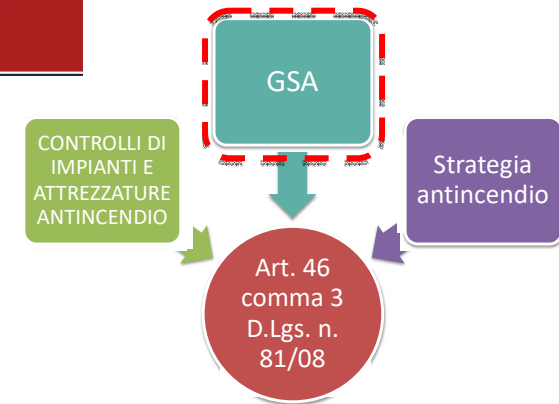 GSA
CONTROLLI DI
IMPIANTI E
ATTREZZATURE
ANTINCENDIO
Strategia
antincendio
Art. 46
comma 3
D.Lgs. n.
81/08